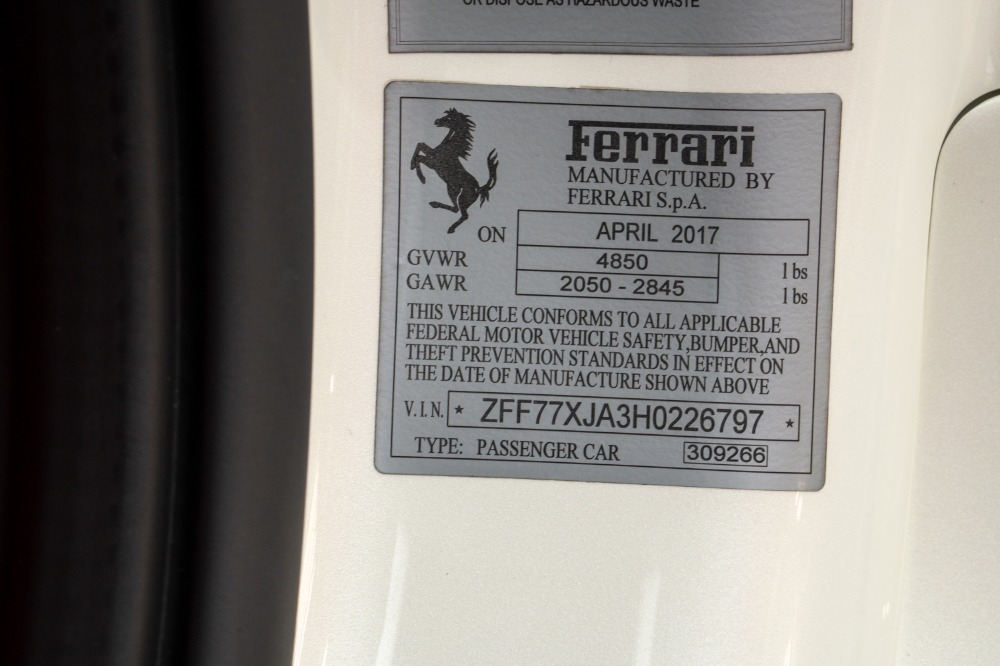 OR DISPOSE AS HAZARDOUS WASTE
Ferrari
MANUFACTURED BY
FERRARI S.p.A.
ON APRIL 2017
GVWR 4850 lbs
GAWR 2050 - 2845 lbs
THIS VEHICLE CONFORMS TO ALL APPLICABLE
FEDERAL MOTOR VEHICLE SAFETY,BUMPER,AND
THEFT PREVENTION STANDARDS IN EFFECT ON
THE DATE OF MANUFACTURE SHOWN ABOVE
V.I.N. * ZFF77XJA3H0226797 *
TYPE: PASSENGER CAR 309266